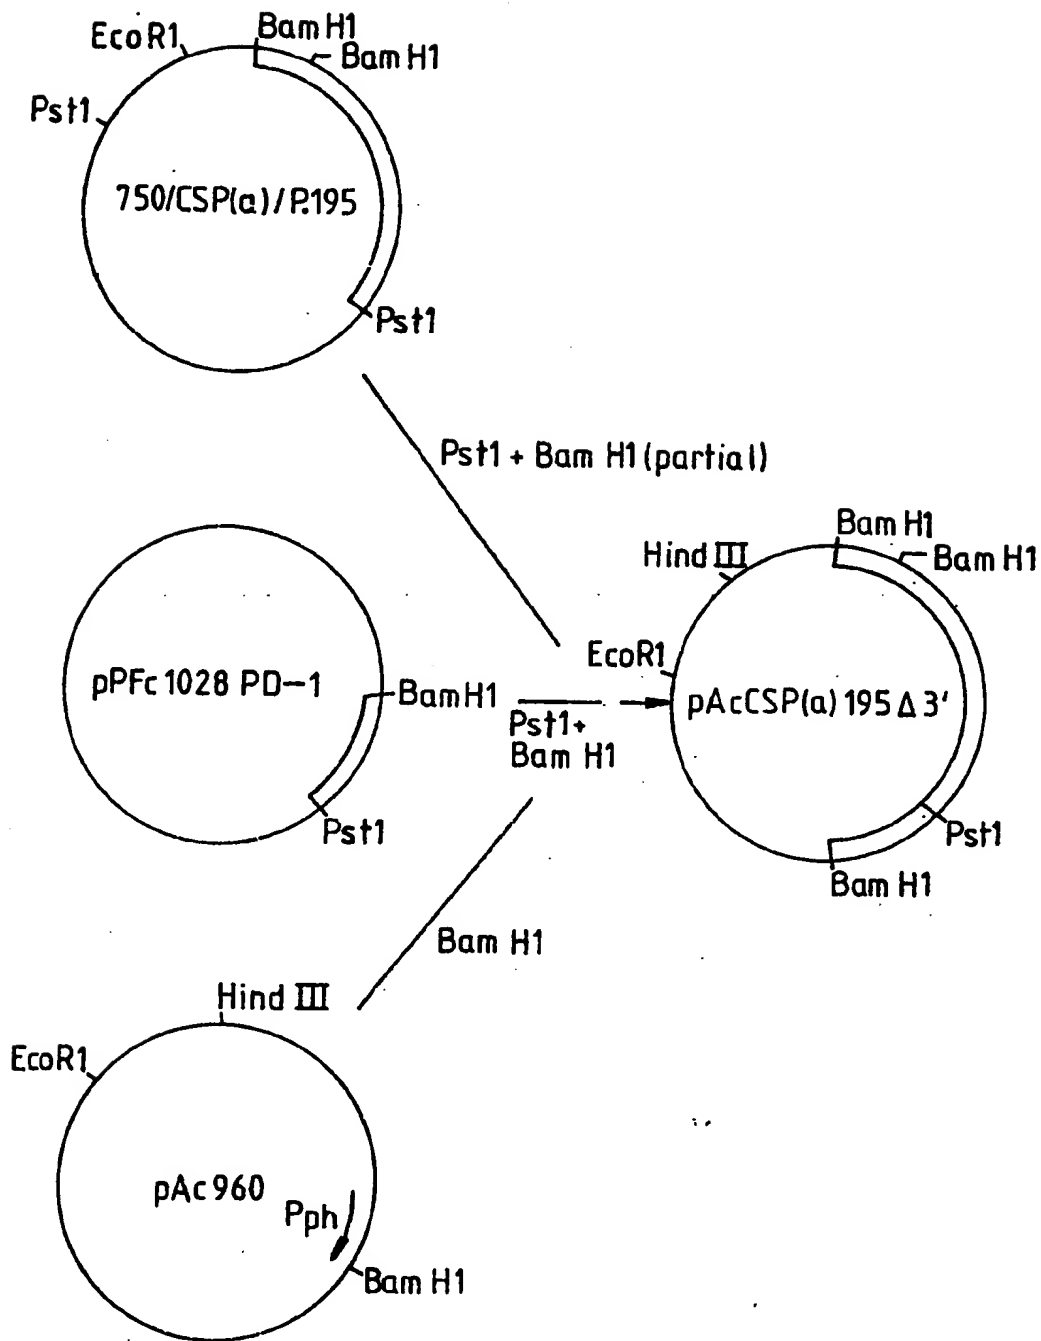 EcoR1
Bam H1
Bam H1
Pst1
750/CSP(a)/P.195
Pst1
Pst1 + Bam H1 (partial)
Bam H1
Bam H1
Hind III
EcoR1
pPFc 1028 PD-1
BamH1
Pst1+
Bam H1
pAcCSP(a) 195 Δ 3'
Pst1
Pst1
Bam H1
Bam H1
Hind III
EcoR1
pAc 960
Pph
Bam H1